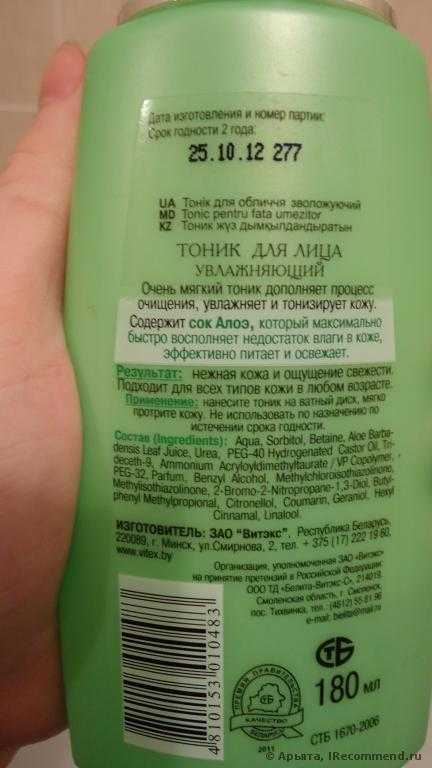 Дата изготовления и номер партии:
Срок годности 2 года:
25.10.12 277
UA Тонік для обличчя зволожуючий
MD Tonic pentru fata umezitor
KZ Тоник жүз дымқылдандыратын
ТОНИК ДЛЯ ЛИЦА
УВЛАЖНЯЮЩИЙ
Очень мягкий тоник дополняет процесс
очищения, увлажняет и тонизирует кожу.
Содержит сок Алоэ, который максимально
быстро восполняет недостаток влаги в коже,
эффективно питает и освежает.
Результат: нежная кожа и ощущение свежести.
Подходит для всех типов кожи в любом возрасте.
Применение: нанесите тоник на ватный диск, мягко
протрите кожу. Не использовать по назначению по
истечении срока годности.
Состав (Ingredients): Aqua, Sorbitol, Betaine, Aloe Barba-
densis Leaf Juice, Urea, PEG-40 Hydrogenated Castor Oil, Tri-
deceth-9, Ammonium Acryloyldimethyltaurate / VP Copolymer,
PEG-32, Parfum, Benzyl Alcohol, Methylchloroisothiazolinone,
Methylisothiazolinone, 2-Bromo-2-Nitropropane-1,3-Diol, Butyl-
phenyl Methylpropional, Citronellol, Coumarin, Geraniol, Hexyl
Cinnamal, Linalool.
ИЗГОТОВИТЕЛЬ: ЗАО "Витэкс", Республика Беларусь,
220089, г. Минск, ул.Смирнова, 2, тел. + 375 (17) 222 19 60,
www.vitex.by
Организация, уполномоченная ЗАО «Витэкс»
на принятие претензий в Российской Федерации:
ООО ТД «Белита-Витэкс-С», 214019,
Смоленская область, г. Смоленск,
пос. Тихвинка, тел.: (4812) 55 81 96
e-mail: belita@mail.ru
4810153010483
ПРЕМИЯ ПРАВИТЕЛЬСТВА
КАЧЕСТВО
2011
СТБ
180 мл
СТБ 1670-2006
© Арьята, IRecommend.ru